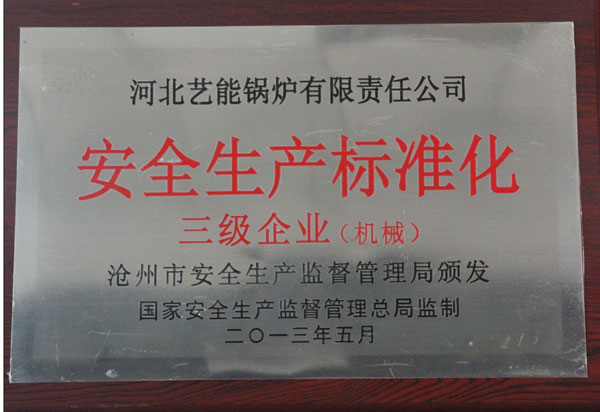 河北艺能锅炉有限责任公司
安全生产标准化
三级企业（机械）
沧州市安全生产监督管理局颁发
国家安全生产监督管理总局监制
二〇一三年五月